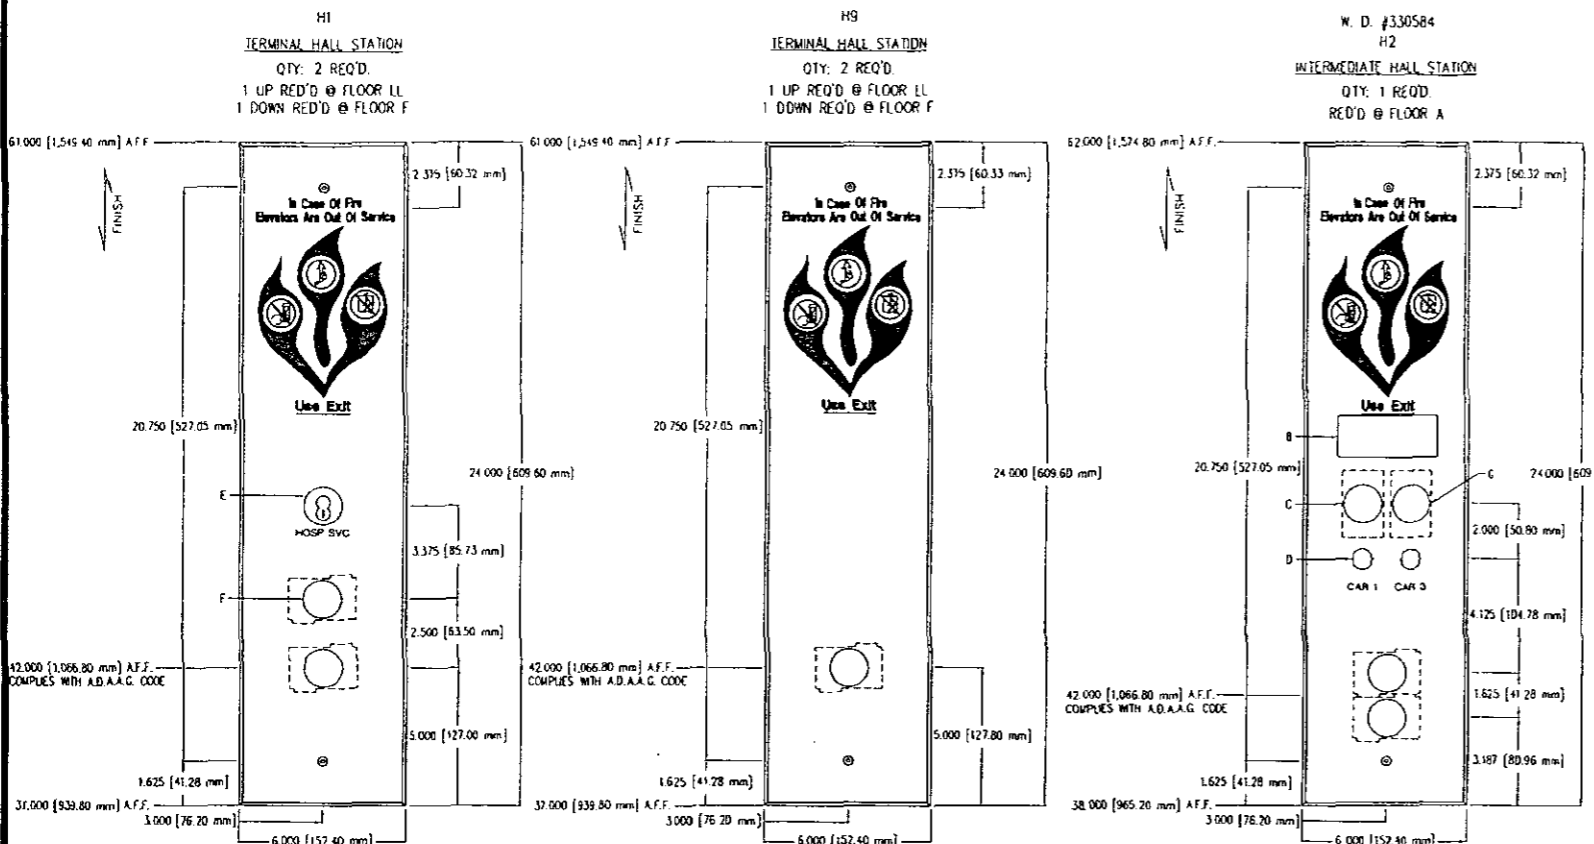 H1
TERMINAL HALL STATION
QTY: 2 REQ'D.
1 UP RED'D @ FLOOR LL
1 DOWN RED'D @ FLOOR F
61.000 [1,549.40 mm] A.F.F.
FINISH
2.375 [60.32 mm]
In Case Of Fire
Elevators Are Out Of Service
Use Exit
20.750 [527.05 mm]
24.000 [609.60 mm]
E
HOSP SVC
3.375 [85.73 mm]
F
2.500 [63.50 mm]
42.000 [1,066.80 mm] A.F.F.
COMPLIES WITH A.D.A.A.G. CODE
5.000 [127.00 mm]
1.625 [41.28 mm]
37.000 [939.80 mm] A.F.F.
3.000 [76.20 mm]
6.000 [152.40 mm]
H9
TERMINAL HALL STATION
QTY: 2 REQ'D.
1 UP REQ'D @ FLOOR LL
1 DOWN REQ'D @ FLOOR F
61.000 [1,549.40 mm] A.F.F.
FINISH
2.375 [60.33 mm]
In Case Of Fire
Elevators Are Out Of Service
Use Exit
20.750 [527.05 mm]
24.000 [609.60 mm]
42.000 [1,066.80 mm] A.F.F.
COMPLIES WITH A.D.A.A.G. CODE
5.000 [127.80 mm]
1.625 [41.28 mm]
37.000 [939.80 mm] A.F.F.
3.000 [76.20 mm]
6.000 [152.40 mm]
W. D. #330584
H2
INTERMEDIATE HALL STATION
QTY: 1 REQ'D.
RED'D @ FLOOR A
62.000 [1,574.80 mm] A.F.F.
FINISH
2.375 [60.32 mm]
In Case Of Fire
Elevators Are Out Of Service
Use Exit
B
20.750 [527.05 mm]
24.000 [609
C
G
2.000 [50.80 mm]
D
CAR 1 CAR 3
4.125 [104.78 mm]
42.000 [1,066.80 mm] A.F.F.
COMPLIES WITH A.D.A.A.G. CODE
1.625 [41.28 mm]
3.187 [80.96 mm]
1.625 [41.28 mm]
38.000 [965.20 mm] A.F.F.
3.000 [76.20 mm]
6.000 [152.40 mm]